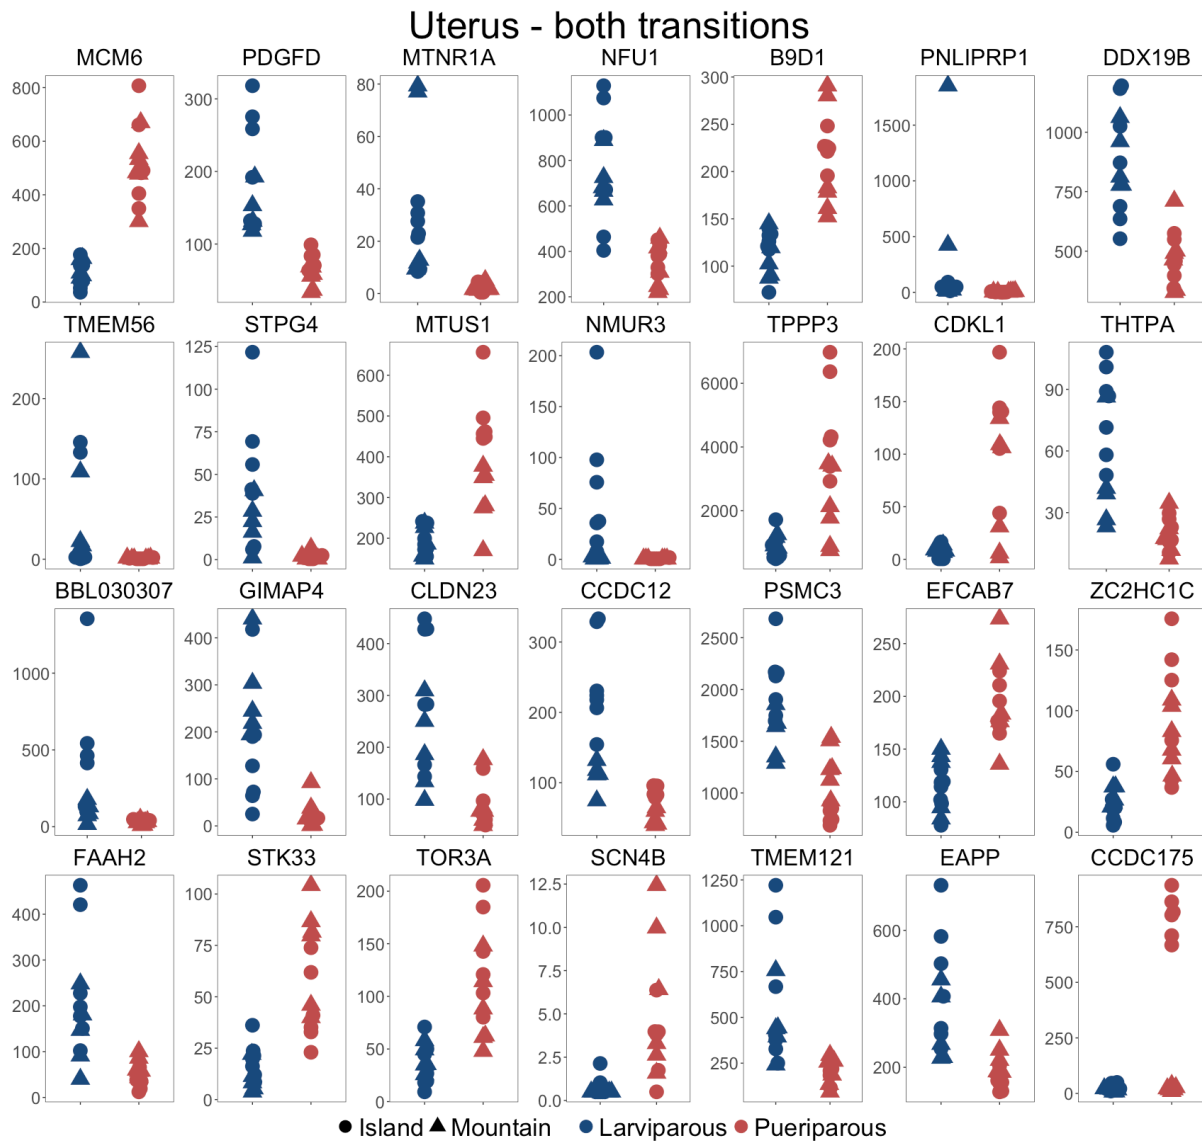 Uterus - both transitions
MCM6 PDGFD MTNR1A NFU1 B9D1 PNLIPRP1 DDX19B
800 600 400 200 0
300 200 100
80 60 40 20 0
1000 800 600 400 200
300 250 200 150 100
1500 1000 500 0
1000 750 500
TMEM56 STPG4 MTUS1 NMUR3 TPPP3 CDKL1 THTPA
200 100 0
125 100 75 50 25 0
600 500 400 300 200
200 150 100 50 0
6000 4000 2000
200 150 100 50 0
90 60 30
BBL030307 GIMAP4 CLDN23 CCDC12 PSMC3 EFCAB7 ZC2HC1C
1000 500 0
400 300 200 100 0
400 300 200 100
300 200 100
2500 2000 1500 1000
250 200 150 100
150 100 50 0
FAAH2 STK33 TOR3A SCN4B TMEM121 EAPP CCDC175
400 300 200 100 0
100 75 50 25 0
200 150 100 50 0
12.5 10.0 7.5 5.0 2.5 0.0
1250 1000 750 500 250
600 400 200
750 500 250 0
Island Mountain Larviparous Pueriparous